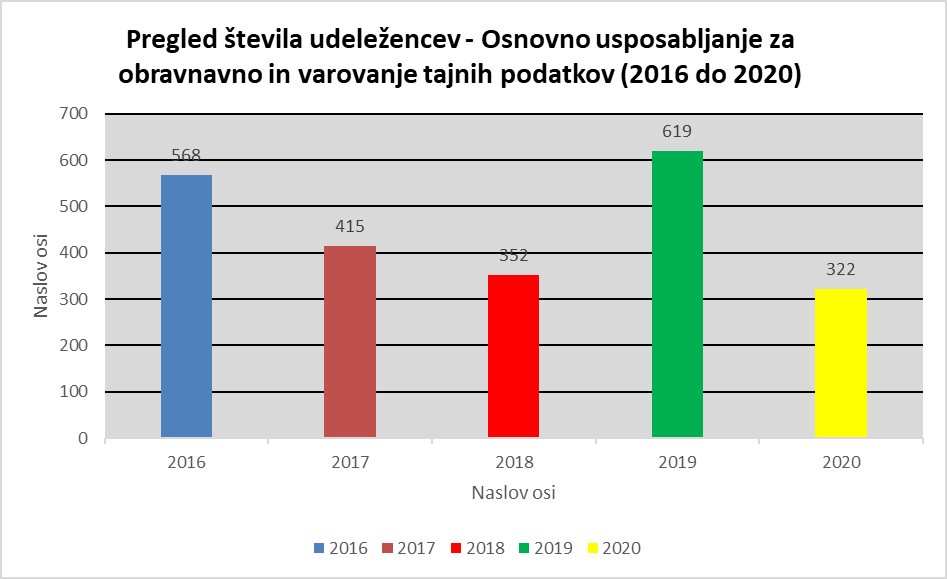 Pregled števila udeležencev - Osnovno usposabljanje za
obravnavno in varovanje tajnih podatkov (2016 do 2020)
700
600
500
400
300
200
100
0
Naslov osi
568
415
352
619
322
2016 2017 2018 2019 2020
Naslov osi
2016 2017 2018 2019 2020